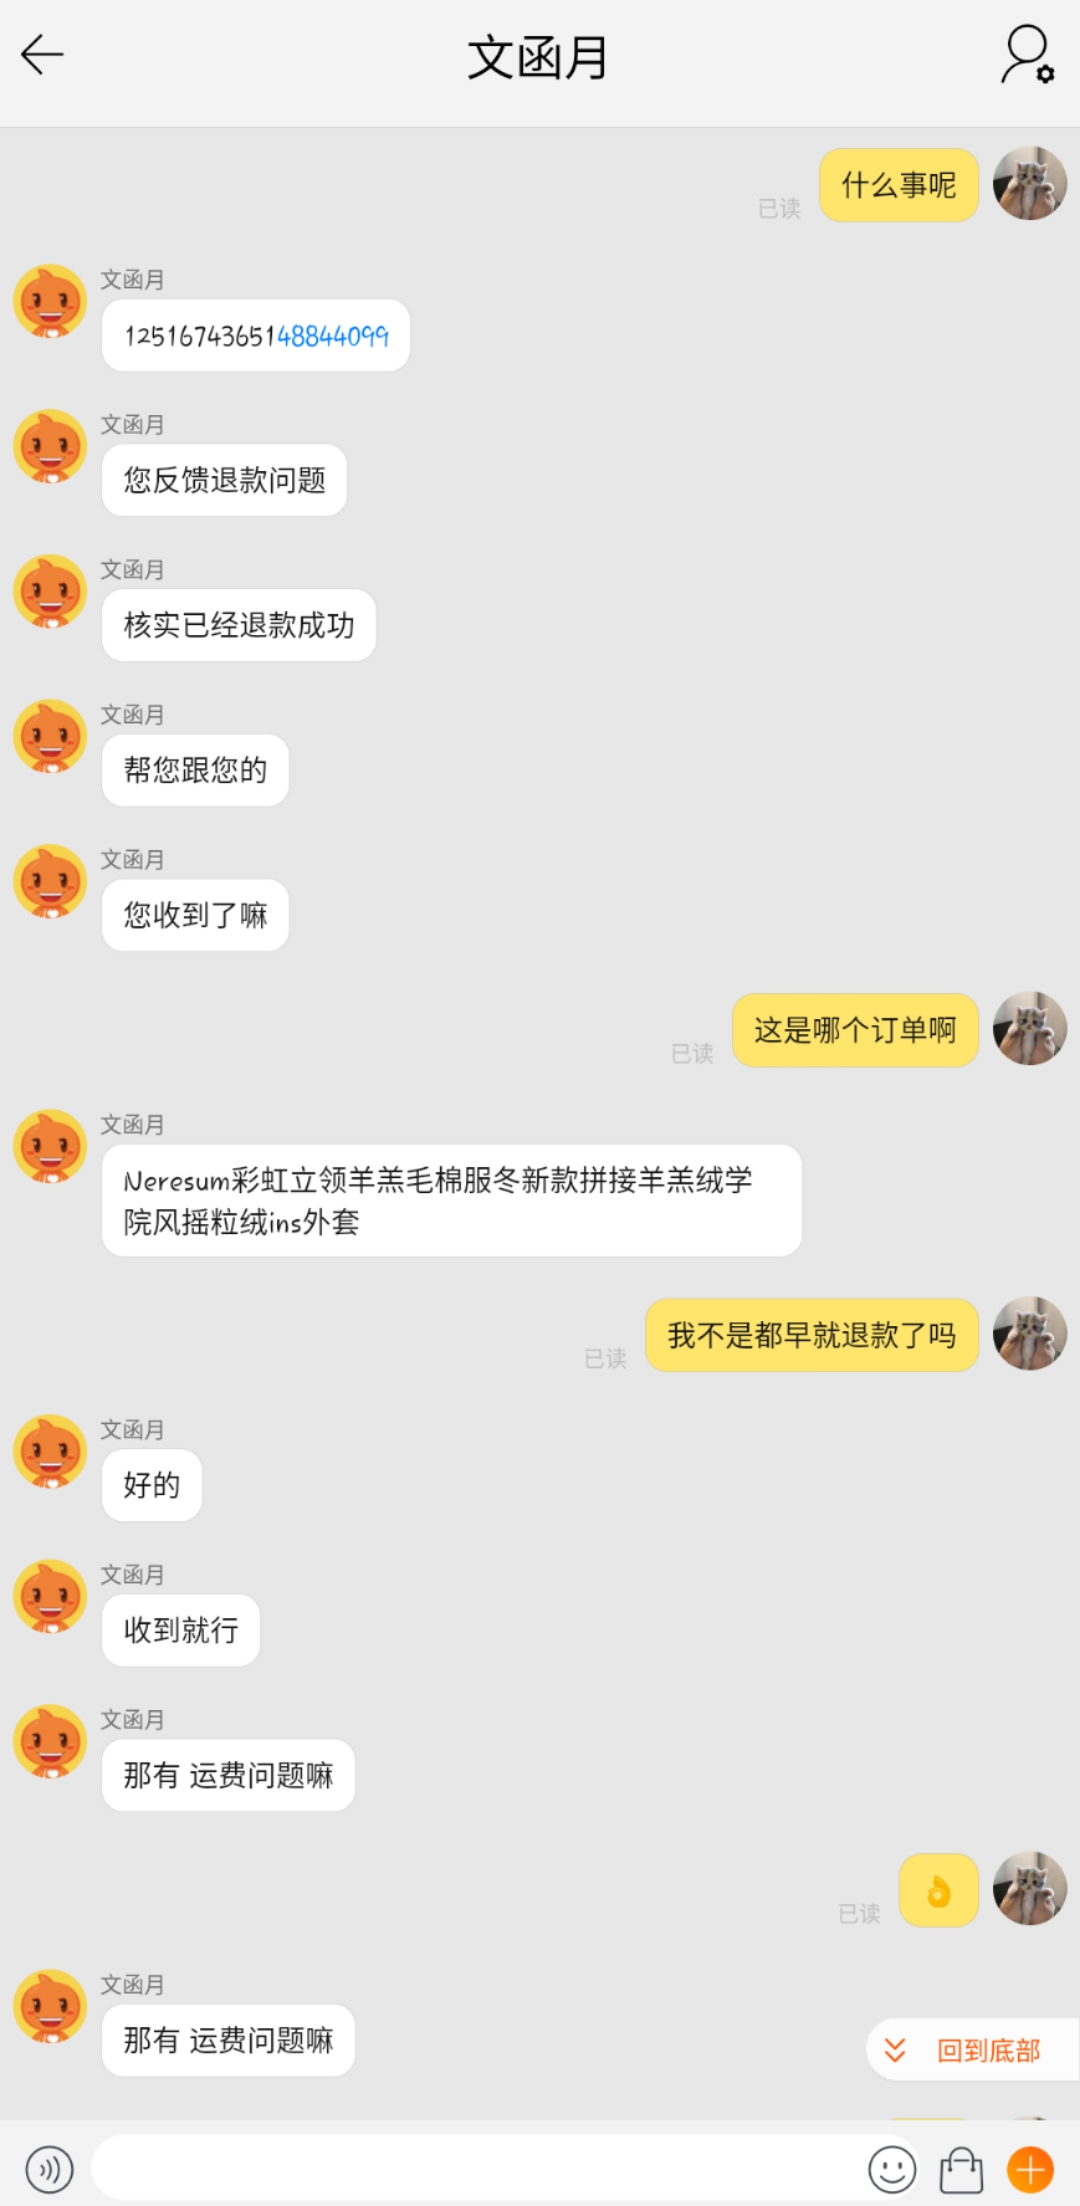 文函月
什么事呢
已读
文函月
1251674365148844099
文函月
您反馈退款问题
文函月
核实已经退款成功
文函月
帮您跟您的
文函月
您收到了嘛
这是哪个订单啊
已读
文函月
Neresum彩虹立领羊羔毛棉服冬新款拼接羊羔绒学
院风摇粒绒ins外套
我不是都早就退款了吗
已读
文函月
好的
文函月
收到就行
文函月
那有 运费问题嘛
👌
已读
文函月
那有 运费问题嘛
回到底部